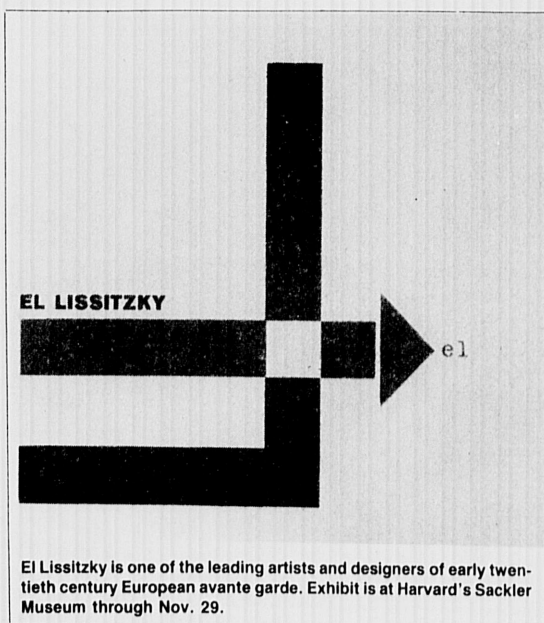 EL LISSITZKY
el
El Lissitzky is one of the leading artists and designers of early twen-
tieth century European avante garde. Exhibit is at Harvard's Sackler
Museum through Nov. 29.